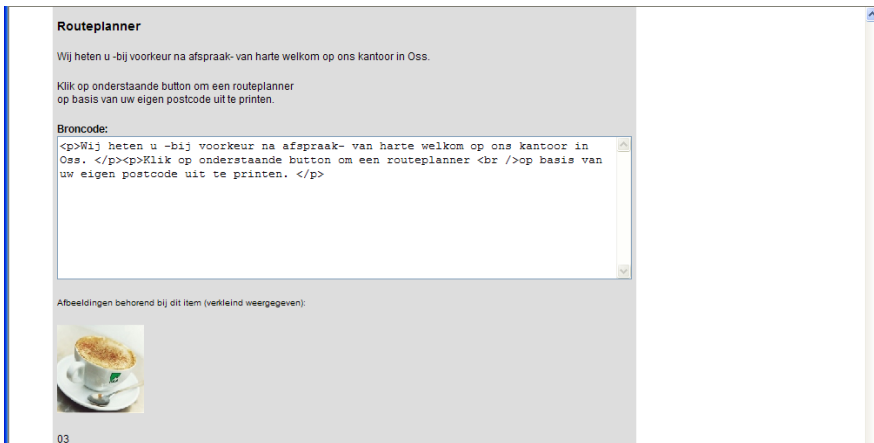 Routeplanner
Wij heten u -bij voorkeur na afspraak- van harte welkom op ons kantoor in Oss.
Klik op onderstaande button om een routeplanner
op basis van uw eigen postcode uit te printen.
Broncode:
<p>Wij heten u -bij voorkeur na afspraak- van harte welkom op ons kantoor in
Oss. </p><p>Klik op onderstaande button om een routeplanner <br />op basis van
uw eigen postcode uit te printen. </p>
Afbeeldingen behorend bij dit item (verkleind weergegeven):
03